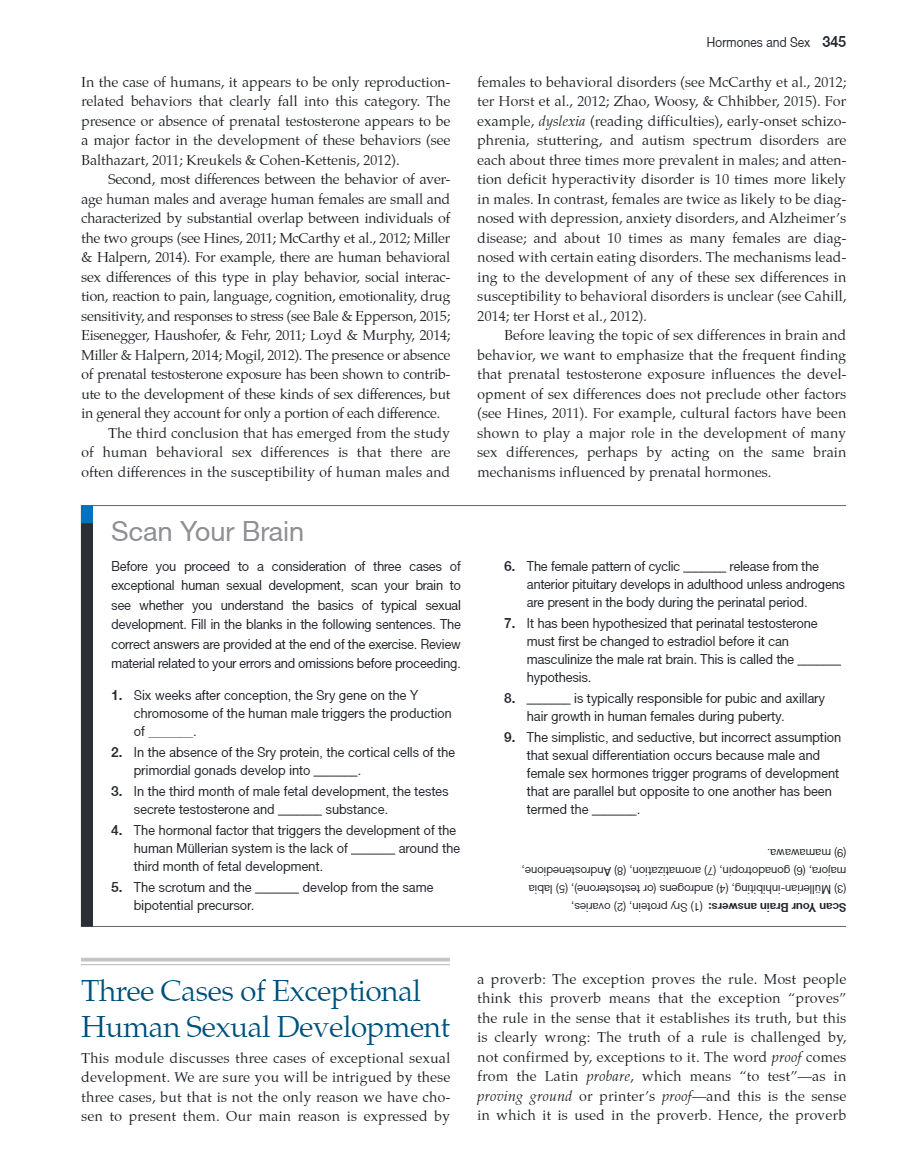 Hormones and Sex 345
In the case of humans, it appears to be only reproduction-
related behaviors that clearly fall into this category. The
presence or absence of prenatal testosterone appears to be
a major factor in the development of these behaviors (see
Balthazart, 2011; Kreukels & Cohen-Kettenis, 2012).
Second, most differences between the behavior of aver-
age human males and average human females are small and
characterized by substantial overlap between individuals of
the two groups (see Hines, 2011; McCarthy et al., 2012; Miller
& Halpern, 2014). For example, there are human behavioral
sex differences of this type in play behavior, social interac-
tion, reaction to pain, language, cognition, emotionality, drug
sensitivity, and responses to stress (see Bale & Epperson, 2015;
Eisenegger, Haushofer, & Fehr, 2011; Loyd & Murphy, 2014;
Miller & Halpern, 2014; Mogil, 2012). The presence or absence
of prenatal testosterone exposure has been shown to contrib-
ute to the development of these kinds of sex differences, but
in general they account for only a portion of each difference.
The third conclusion that has emerged from the study
of human behavioral sex differences is that there are
often differences in the susceptibility of human males and
females to behavioral disorders (see McCarthy et al., 2012;
ter Horst et al., 2012; Zhao, Woosy, & Chhibber, 2015). For
example, dyslexia (reading difficulties), early-onset schizo-
phrenia, stuttering, and autism spectrum disorders are
each about three times more prevalent in males; and atten-
tion deficit hyperactivity disorder is 10 times more likely
in males. In contrast, females are twice as likely to be diag-
nosed with depression, anxiety disorders, and Alzheimer's
disease; and about 10 times as many females are diag-
nosed with certain eating disorders. The mechanisms lead-
ing to the development of any of these sex differences in
susceptibility to behavioral disorders is unclear (see Cahill,
2014; ter Horst et al., 2012).
Before leaving the topic of sex differences in brain and
behavior, we want to emphasize that the frequent finding
that prenatal testosterone exposure influences the devel-
opment of sex differences does not preclude other factors
(see Hines, 2011). For example, cultural factors have been
shown to play a major role in the development of many
sex differences, perhaps by acting on the same brain
mechanisms influenced by prenatal hormones.
Scan Your Brain
Before you proceed to a consideration of three cases of
exceptional human sexual development, scan your brain to
see whether you understand the basics of typical sexual
development. Fill in the blanks in the following sentences. The
correct answers are provided at the end of the exercise. Review
material related to your errors and omissions before proceeding.
1. Six weeks after conception, the Sry gene on the Y
chromosome of the human male triggers the production
of ______.
2. In the absence of the Sry protein, the cortical cells of the
primordial gonads develop into ______.
3. In the third month of male fetal development, the testes
secrete testosterone and ______ substance.
4. The hormonal factor that triggers the development of the
human Müllerian system is the lack of ______ around the
third month of fetal development.
5. The scrotum and the ______ develop from the same
bipotential precursor.
6. The female pattern of cyclic ______ release from the
anterior pituitary develops in adulthood unless androgens
are present in the body during the perinatal period.
7. It has been hypothesized that perinatal testosterone
must first be changed to estradiol before it can
masculinize the male rat brain. This is called the ______
hypothesis.
8. ______ is typically responsible for pubic and axillary
hair growth in human females during puberty.
9. The simplistic, and seductive, but incorrect assumption
that sexual differentiation occurs because male and
female sex hormones trigger programs of development
that are parallel but opposite to one another has been
termed the ______.
Scan Your Brain answers: (1) Sry protein, (2) ovaries,
(3) Müllerian-inhibiting, (4) androgens (or testosterone), (5) labia
majora, (6) gonadotropin, (7) aromatization, (8) Androstenedione,
(9) mamawawa.
Three Cases of Exceptional
Human Sexual Development
This module discusses three cases of exceptional sexual
development. We are sure you will be intrigued by these
three cases, but that is not the only reason we have cho-
sen to present them. Our main reason is expressed by
a proverb: The exception proves the rule. Most people
think this proverb means that the exception “proves”
the rule in the sense that it establishes its truth, but this
is clearly wrong: The truth of a rule is challenged by,
not confirmed by, exceptions to it. The word proof comes
from the Latin probare, which means “to test”—as in
proving ground or printer's proof—and this is the sense
in which it is used in the proverb. Hence, the proverb